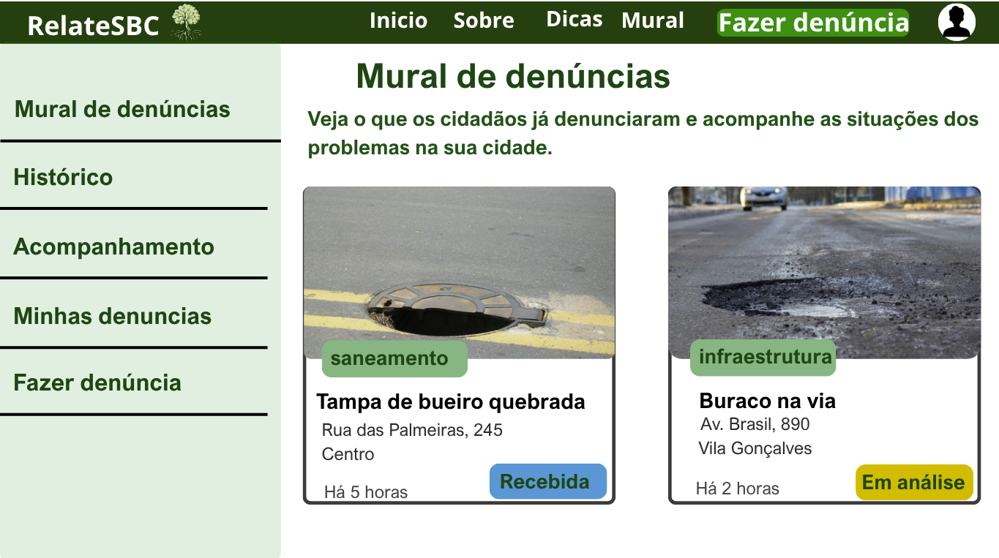 RelateSBC
Inicio
Sobre
Dicas
Mural
Fazer denúncia
Mural de denúncias
Histórico
Acompanhamento
Minhas denuncias
Fazer denúncia
Mural de denúncias
Veja o que os cidadãos já denunciaram e acompanhe as situações dos
problemas na sua cidade.
saneamento
Tampa de bueiro quebrada
Rua das Palmeiras, 245
Centro
Há 5 horas
Recebida
infraestrutura
Buraco na via
Av. Brasil, 890
Vila Gonçalves
Há 2 horas
Em análise